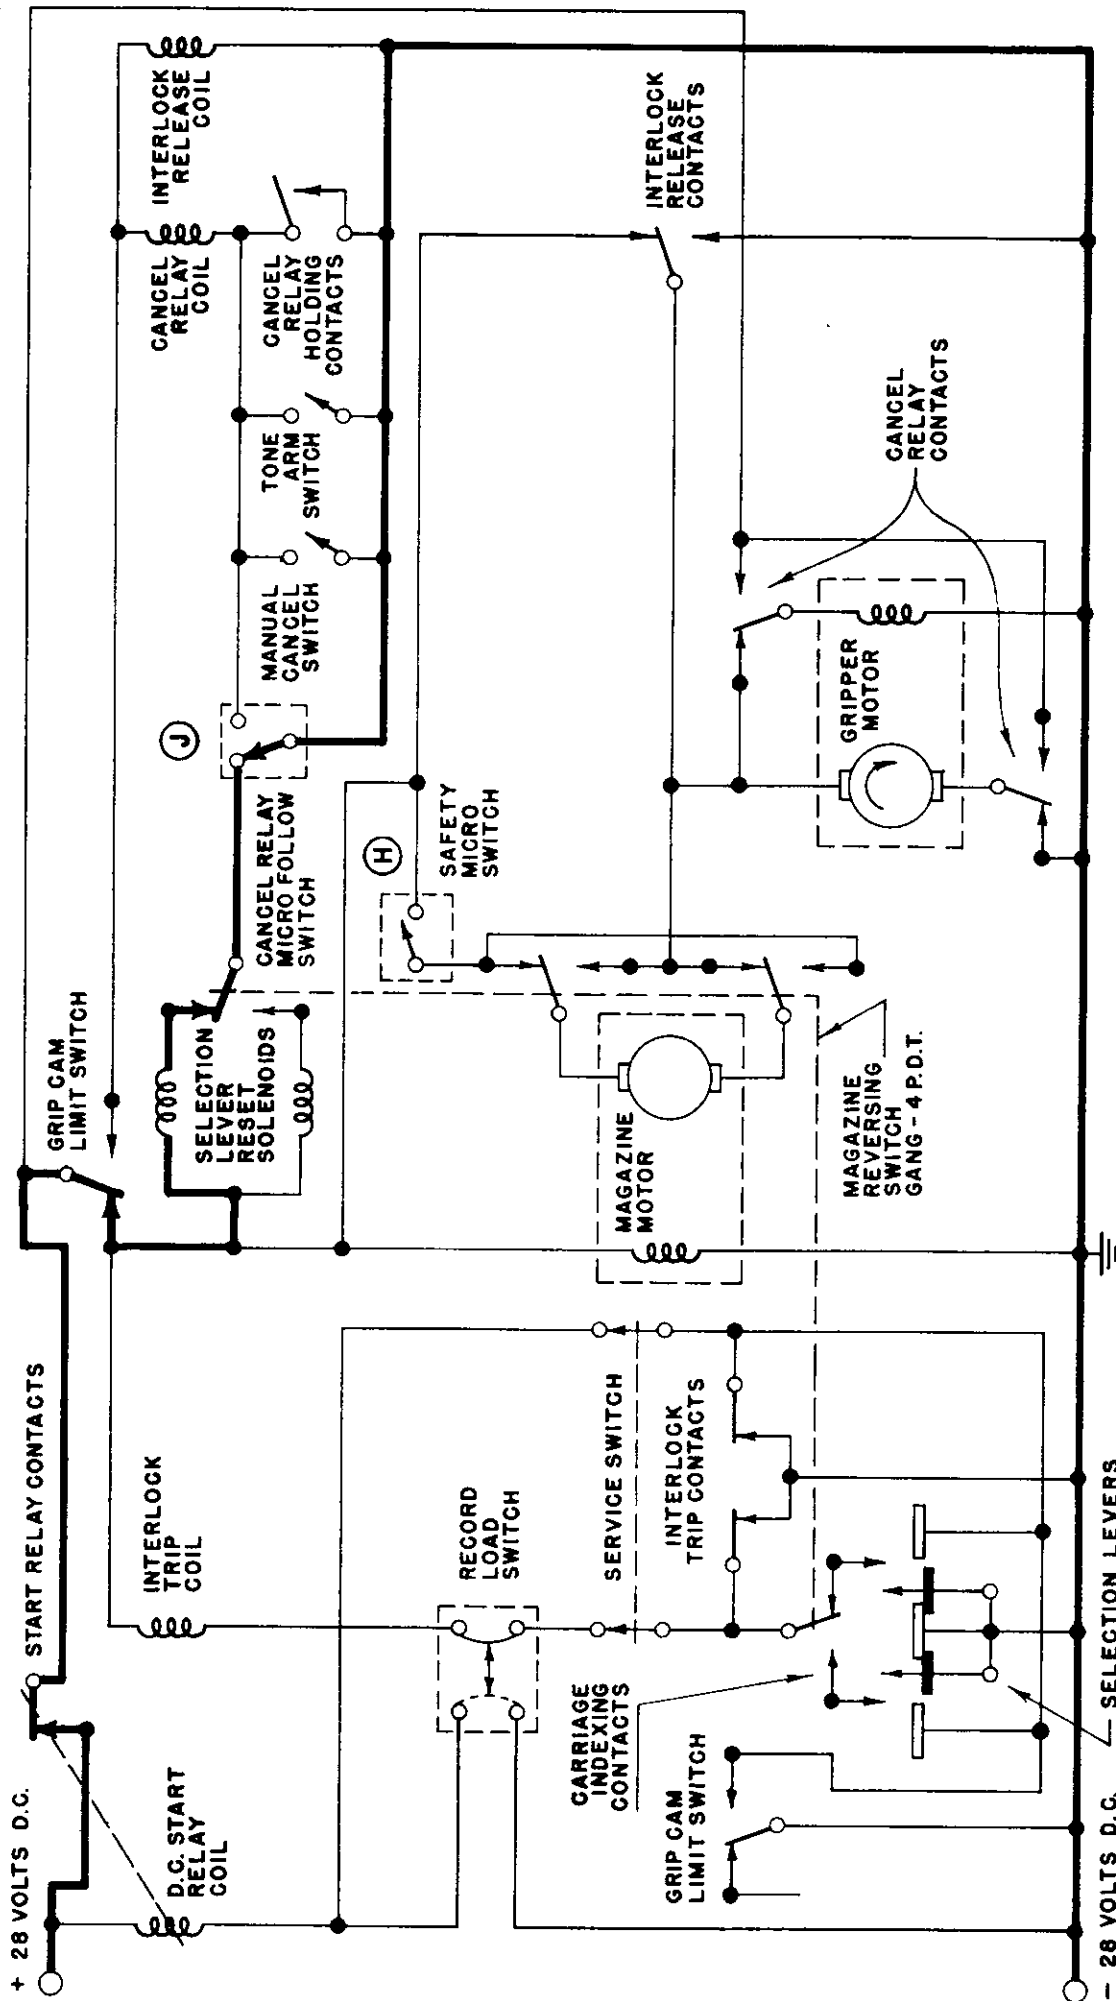 + 28 VOLTS D.C.
START RELAY CONTACTS
D.C. START
RELAY
COIL
INTERLOCK
TRIP
COIL
GRIP CAM
LIMIT SWITCH
SELECTION
LEVER
RESET
SOLENOIDS
CANCEL RELAY
MICRO FOLLOW
SWITCH
J
MANUAL
CANCEL
SWITCH
TONE
ARM
SWITCH
CANCEL
RELAY
HOLDING
CONTACTS
CANCEL
RELAY
COIL
INTERLOCK
RELEASE
COIL
RECORD
LOAD
SWITCH
H
SAFETY
MICRO
SWITCH
INTERLOCK
RELEASE
CONTACTS
SERVICE SWITCH
INTERLOCK
TRIP CONTACTS
MAGAZINE
MOTOR
MAGAZINE
REVERSING
SWITCH
GANG - 4 P.D.T.
GRIPPER
MOTOR
CANCEL
RELAY
CONTACTS
CARRIAGE
INDEXING
CONTACTS
GRIP CAM
LIMIT SWITCH
SELECTION LEVERS
- 28 VOLTS D.C.